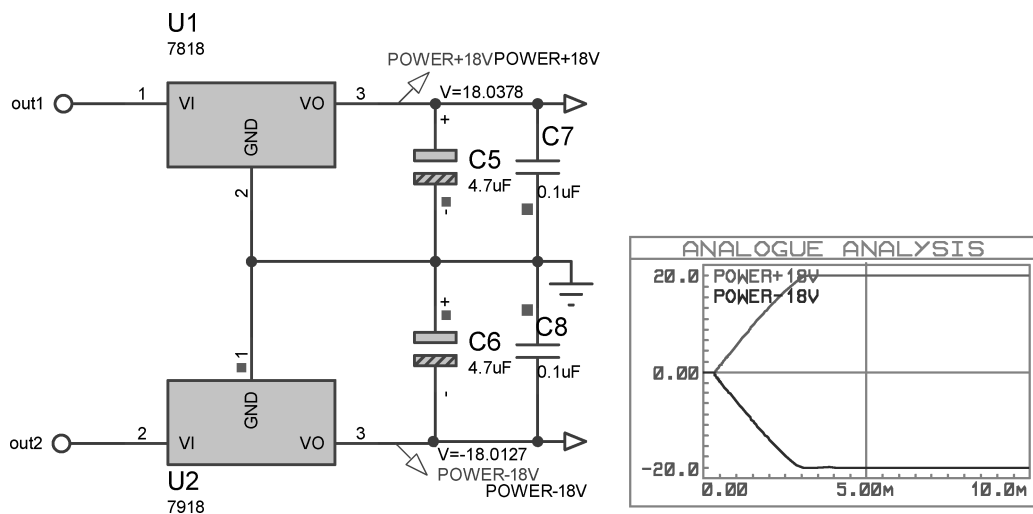 U1
7818
POWER+18V
POWER+18V
out1
1
VI
VO
3
V=18.0378
GND
2
+
C5
4.7uF
-
C7
0.1uF
+
C6
4.7uF
-
C8
0.1uF
1
GND
out2
2
VI
VO
3
V=-18.0127
POWER-18V
POWER-18V
U2
7918
ANALOGUE ANALYSIS
20.0
POWER+18V
POWER-18V
0.00
-20.0
0.00
5.00m
10.0m